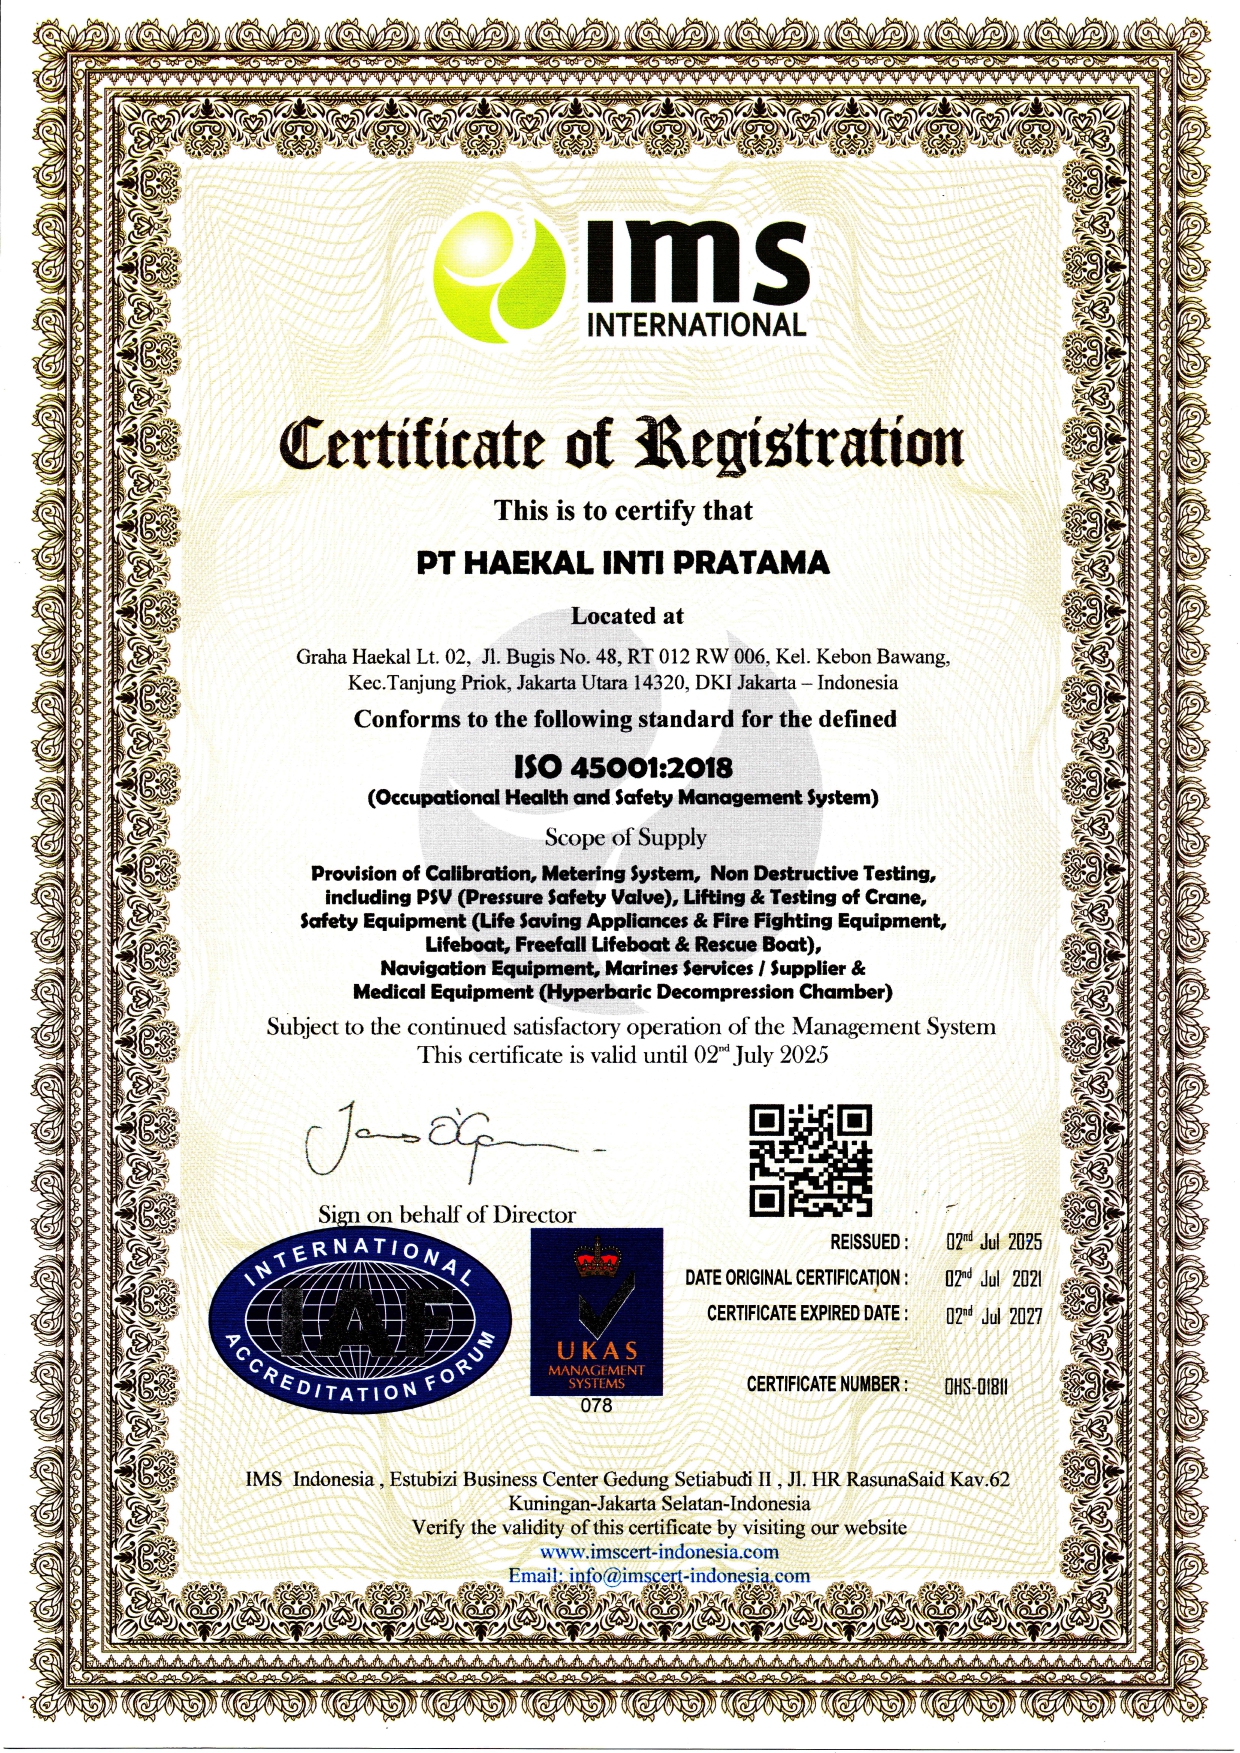 ims
INTERNATIONAL
Certificate of Registration
This is to certify that
PT HAEKAL INTI PRATAMA
Located at
Graha Haekal Lt. 02, Jl. Bugis No. 48, RT 012 RW 006, Kel. Kebon Bawang,
Kec.Tanjung Priok, Jakarta Utara 14320, DKI Jakarta – Indonesia
Conforms to the following standard for the defined
ISO 45001:2018
(Occupational Health and Safety Management System)
Scope of Supply
Provision of Calibration, Metering System, Non Destructive Testing,
including PSV (Pressure Safety Valve), Lifting & Testing of Crane,
Safety Equipment (Life Saving Appliances & Fire Fighting Equipment,
Lifeboat, Freefall Lifeboat & Rescue Boat),
Navigation Equipment, Marines Services / Supplier &
Medical Equipment (Hyperbaric Decompression Chamber)
Subject to the continued satisfactory operation of the Management System
This certificate is valid until 02nd July 2025
Sign on behalf of Director
INTERNATIONAL
IAF
ACCREDITATION FORUM
UKAS
MANAGEMENT
SYSTEMS
078
REISSUED : 02nd Jul 2025
DATE ORIGINAL CERTIFICATION : 02nd Jul 2021
CERTIFICATE EXPIRED DATE : 02nd Jul 2027
CERTIFICATE NUMBER : OHS-01811
IMS Indonesia , Estubizi Business Center Gedung Setiabudi II , Jl. HR RasunaSaid Kav.62
Kuningan-Jakarta Selatan-Indonesia
Verify the validity of this certificate by visiting our website
www.imscert-indonesia.com
Email: info@imscert-indonesia.com